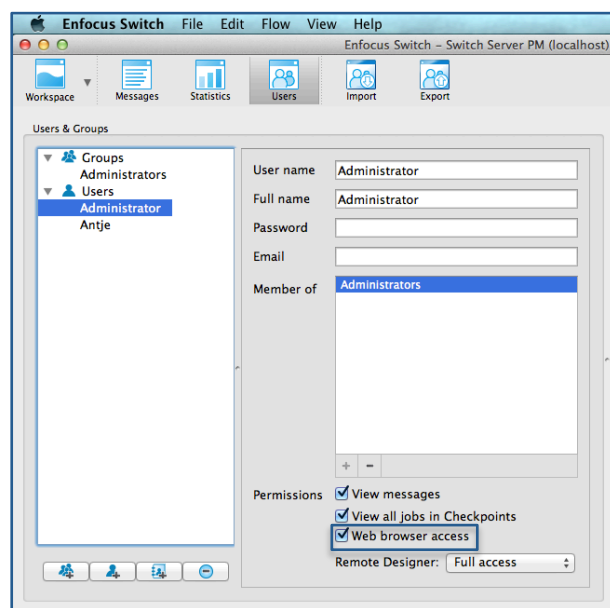 Enfocus Switch File Edit Flow View Help
Enfocus Switch – Switch Server PM (localhost)
Workspace Messages Statistics Users Import Export
Users & Groups
Groups
Administrators
Users
Administrator
Antje
User name Administrator
Full name Administrator
Password
Email
Member of Administrators
Permissions View messages
View all jobs in Checkpoints
Web browser access
Remote Designer: Full access